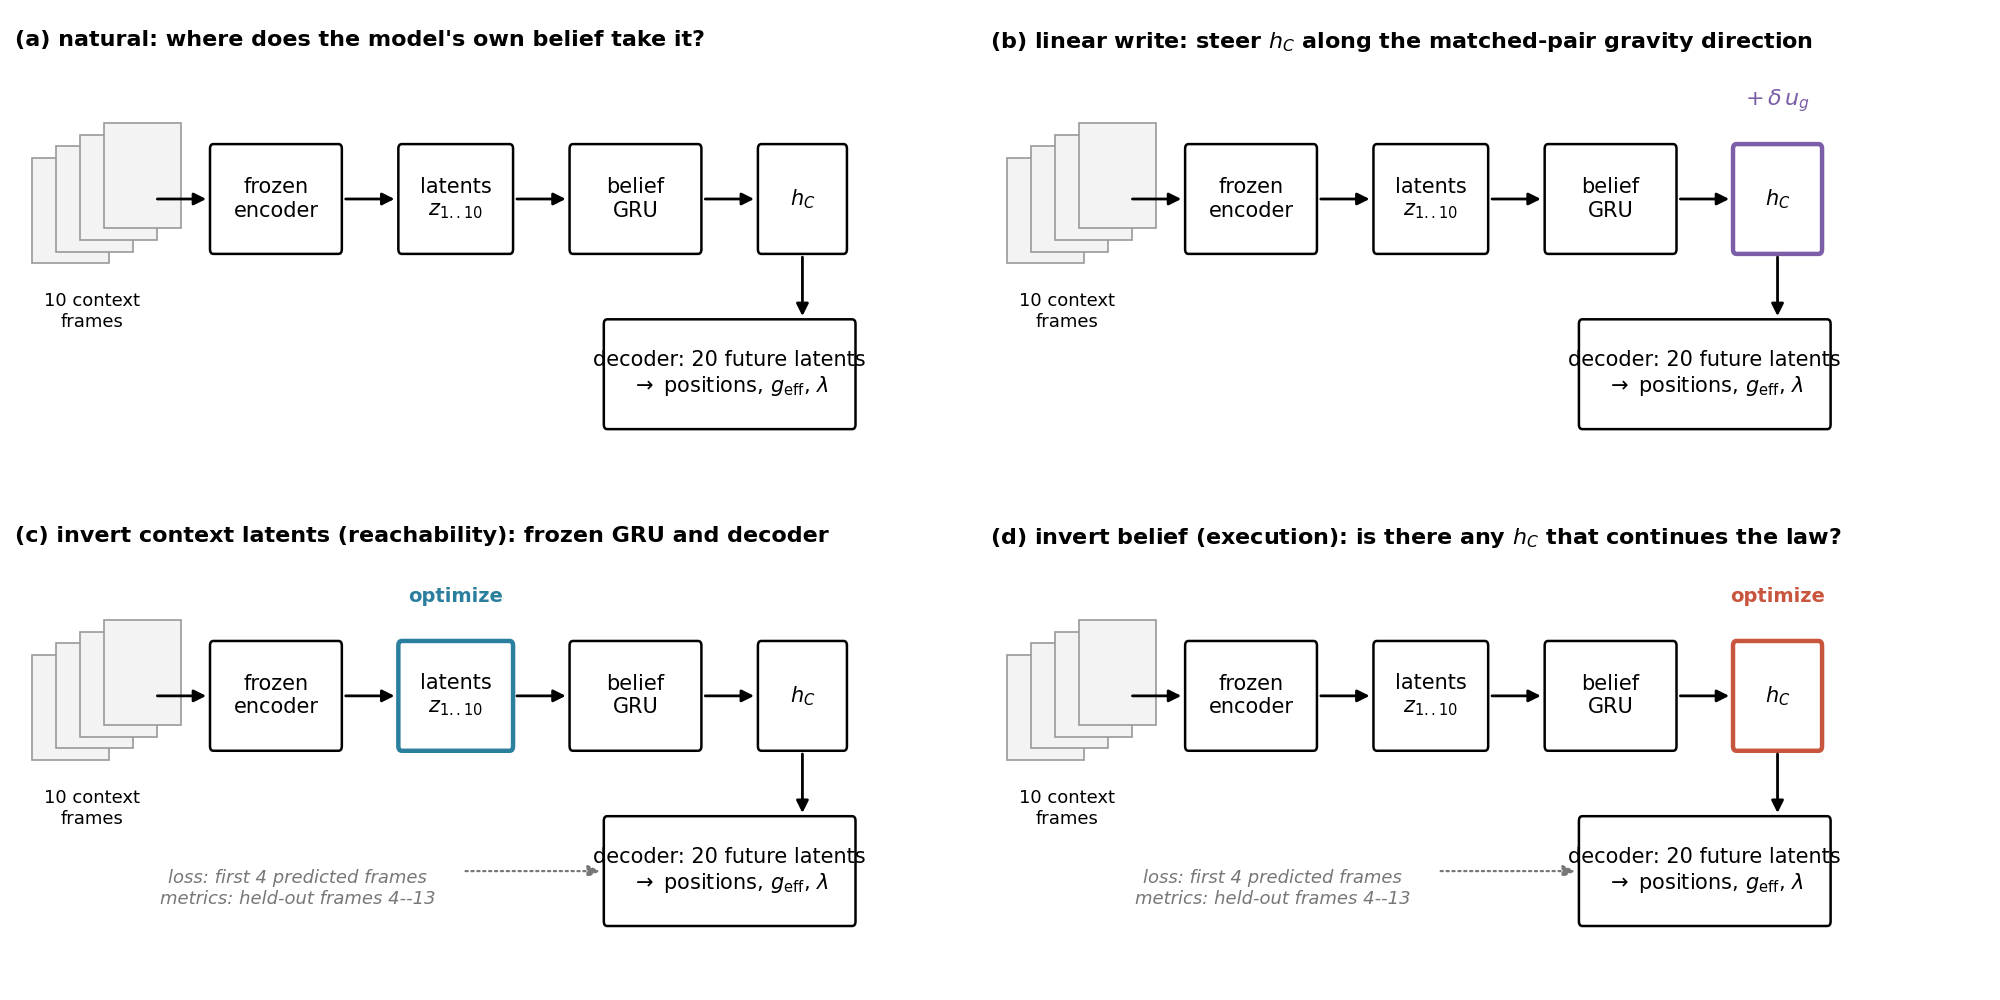 (a) natural: where does the model's own belief take it?
10 context
frames
frozen
encoder
latents
z1..10
belief
GRU
hC
decoder: 20 future latents
→ positions, geff, λ
(b) linear write: steer hC along the matched-pair gravity direction
+ δ ug
10 context
frames
frozen
encoder
latents
z1..10
belief
GRU
hC
decoder: 20 future latents
→ positions, geff, λ
(c) invert context latents (reachability): frozen GRU and decoder
optimize
10 context
frames
frozen
encoder
latents
z1..10
belief
GRU
hC
loss: first 4 predicted frames
metrics: held-out frames 4--13
decoder: 20 future latents
→ positions, geff, λ
(d) invert belief (execution): is there any hC that continues the law?
optimize
10 context
frames
frozen
encoder
latents
z1..10
belief
GRU
hC
loss: first 4 predicted frames
metrics: held-out frames 4--13
decoder: 20 future latents
→ positions, geff, λ